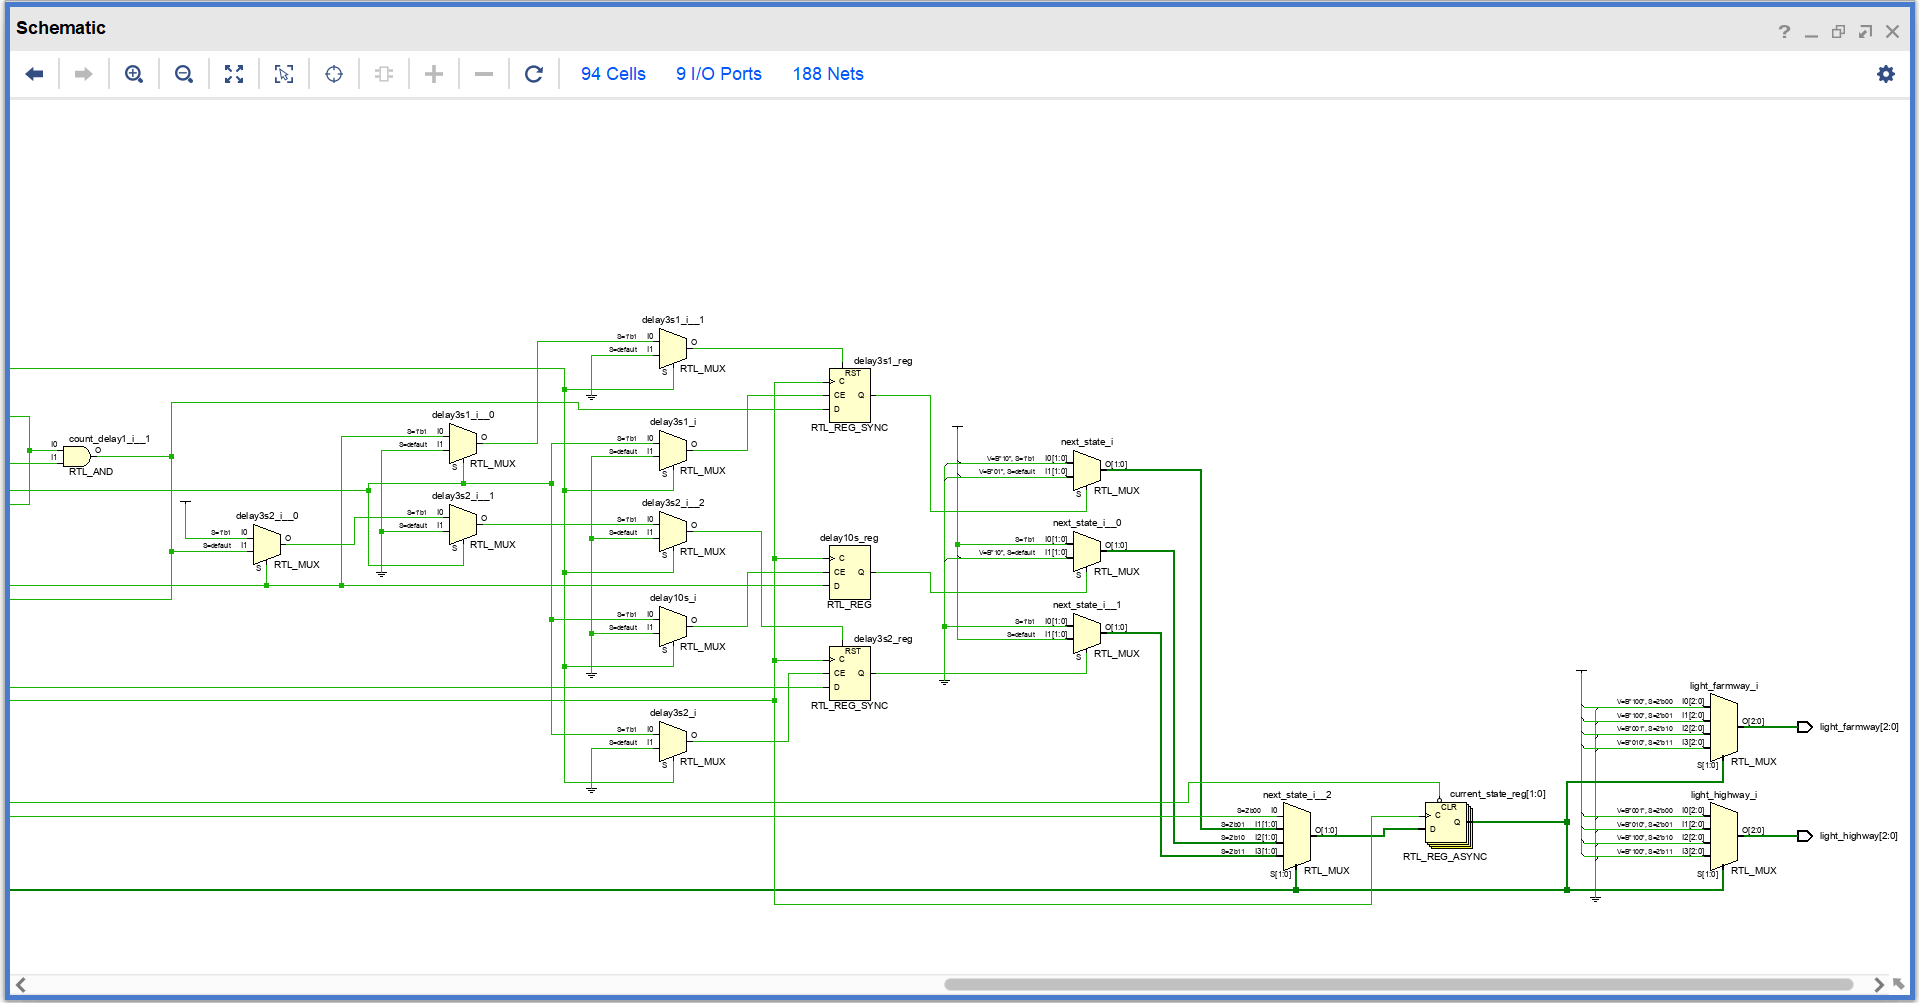 Schematic
94 Cells 9 I/O Ports 188 Nets
delay3s1_i__1
S=1'b1 I0
S=default I1
O
S
RTL_MUX
delay3s1_reg
RST
C
CE Q
D
RTL_REG_SYNC
delay3s1_i__0
S=1'b1 I0
S=default I1
O
S
RTL_MUX
delay3s1_i
S=1'b1 I0
S=default I1
O
S
RTL_MUX
count_delay1_i__1
I0
I1
O
RTL_AND
next_state_i
V=B"10", S=1'b1 I0[1:0]
V=B"01", S=default I1[1:0]
O[1:0]
S
RTL_MUX
delay3s2_i__1
S=1'b1 I0
S=default I1
O
S
RTL_MUX
delay3s2_i__2
S=1'b1 I0
S=default I1
O
S
RTL_MUX
delay3s2_i__0
S=1'b1 I0
S=default I1
O
S
RTL_MUX
next_state_i__0
S=1'b1 I0[1:0]
V=B"10", S=default I1[1:0]
O[1:0]
S
RTL_MUX
delay10s_reg
C
CE Q
D
RTL_REG
delay10s_i
S=1'b1 I0
S=default I1
O
S
RTL_MUX
next_state_i__1
S=1'b1 I0[1:0]
S=default I1[1:0]
O[1:0]
S
RTL_MUX
delay3s2_reg
RST
C
CE Q
D
RTL_REG_SYNC
delay3s2_i
S=1'b1 I0
S=default I1
O
S
RTL_MUX
light_farmway_i
V=B"100", S=2'b00 I0[2:0]
V=B"100", S=2'b01 I1[2:0]
V=B"001", S=2'b10 I2[2:0]
V=B"010", S=2'b11 I3[2:0]
O[2:0]
S[1:0]
RTL_MUX
light_farmway[2:0]
next_state_i__2
S=2'b00 I0
S=2'b01 I1[1:0]
S=2'b10 I2[1:0]
S=2'b11 I3[1:0]
O[1:0]
S[1:0]
RTL_MUX
current_state_reg[1:0]
CLR
C
Q
D
RTL_REG_ASYNC
light_highway_i
V=B"001", S=2'b00 I0[2:0]
V=B"010", S=2'b01 I1[2:0]
V=B"100", S=2'b10 I2[2:0]
V=B"100", S=2'b11 I3[2:0]
O[2:0]
S[1:0]
RTL_MUX
light_highway[2:0]